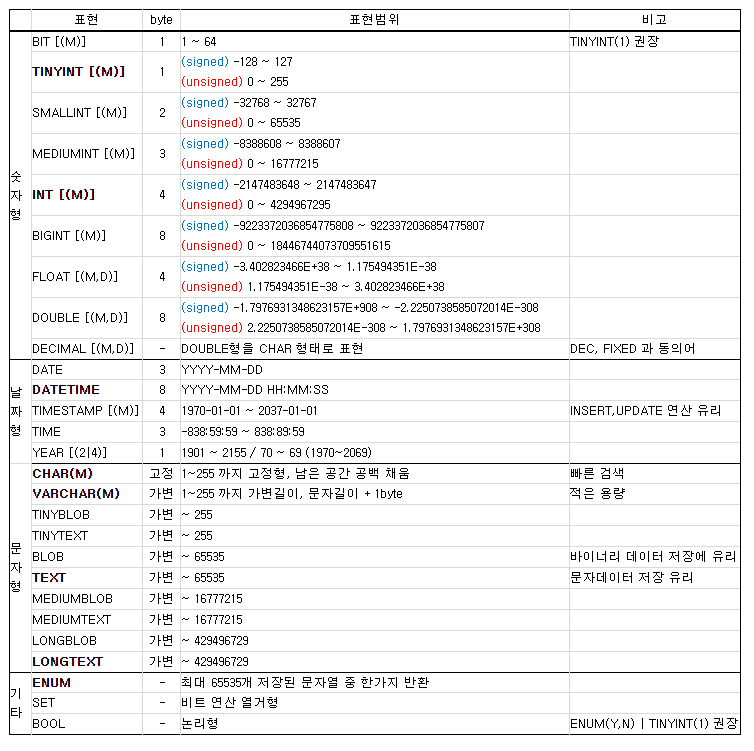 표현 byte 표현범위 비고
숫자형
BIT [(M)] 1 1 ~ 64 TINYINT(1) 권장
TINYINT [(M)] 1 (signed) -128 ~ 127
(unsigned) 0 ~ 255
SMALLINT [(M)] 2 (signed) -32768 ~ 32767
(unsigned) 0 ~ 65535
MEDIUMINT [(M)] 3 (signed) -8388608 ~ 8388607
(unsigned) 0 ~ 16777215
INT [(M)] 4 (signed) -2147483648 ~ 2147483647
(unsigned) 0 ~ 4294967295
BIGINT [(M)] 8 (signed) -9223372036854775808 ~ 9223372036854775807
(unsigned) 0 ~ 18446744073709551615
FLOAT [(M,D)] 4 (signed) -3.402823466E+38 ~ 1.175494351E-38
(unsigned) 1.175494351E-38 ~ 3.402823466E+38
DOUBLE [(M,D)] 8 (signed) -1.7976931348623157E+908 ~ -2.2250738585072014E-308
(unsigned) 2.2250738585072014E-308 ~ 1.7976931348623157E+308
DECIMAL [(M,D)] - DOUBLE형을 CHAR 형태로 표현 DEC, FIXED 과 동의어
날짜형
DATE 3 YYYY-MM-DD
DATETIME 8 YYYY-MM-DD HH:MM:SS
TIMESTAMP [(M)] 4 1970-01-01 ~ 2037-01-01 INSERT,UPDATE 연산 유리
TIME 3 -838:59:59 ~ 838:89:59
YEAR [(2|4)] 1 1901 ~ 2155 / 70 ~ 69 (1970~2069)
문자형
CHAR(M) 고정 1~255 까지 고정형, 남은 공간 공백 채움 빠른 검색
VARCHAR(M) 가변 1~255 까지 가변길이, 문자길이 + 1byte 적은 용량
TINYBLOB 가변 ~ 255
TINYTEXT 가변 ~ 255
BLOB 가변 ~ 65535 바이너리 데이터 저장에 유리
TEXT 가변 ~ 65535 문자데이터 저장 유리
MEDIUMBLOB 가변 ~ 16777215
MEDIUMTEXT 가변 ~ 16777215
LONGBLOB 가변 ~ 429496729
LONGTEXT 가변 ~ 429496729
기타
ENUM - 최대 65535개 저장된 문자열 중 한가지 반환
SET - 비트 연산 열거형
BOOL - 논리형 ENUM(Y,N) | TINYINT(1) 권장